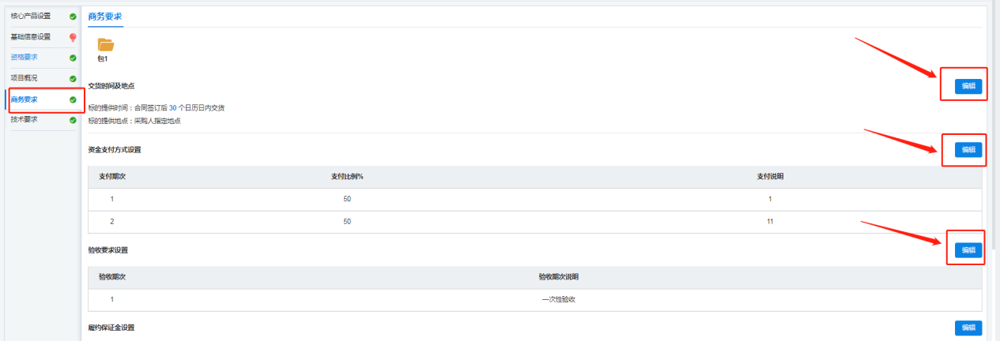 核心产品设置
基础信息设置
资格要求
项目概况
商务要求
技术要求
商务要求
包1
交货时间及地点
编辑
标的提供时间：合同签订后 30 个日历日内交货
标的提供地点：采购人指定地点
资金支付方式设置
编辑
支付期次 支付比例% 支付说明
1 50 1
2 50 11
验收要求设置
编辑
验收期次 验收期次说明
1 一次性验收
履约保证金设置
编辑